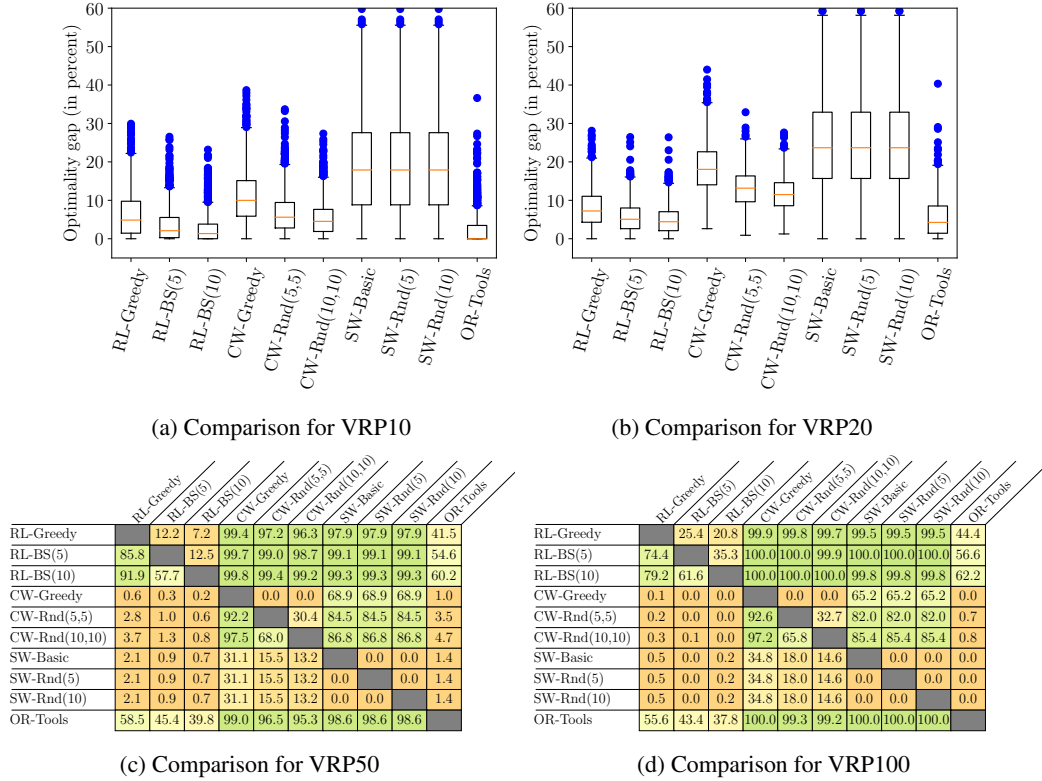 60
50
40
30
20
10
0
Optimality gap (in percent)
RL-Greedy
RL-BS(5)
RL-BS(10)
CW-Greedy
CW-Rnd(5,5)
CW-Rnd(10,10)
SW-Basic
SW-Rnd(5)
SW-Rnd(10)
OR-Tools
(a) Comparison for VRP10
60
50
40
30
20
10
0
Optimality gap (in percent)
RL-Greedy
RL-BS(5)
RL-BS(10)
CW-Greedy
CW-Rnd(5,5)
CW-Rnd(10,10)
SW-Basic
SW-Rnd(5)
SW-Rnd(10)
OR-Tools
(b) Comparison for VRP20
RL-Greedy RL-BS(5) RL-BS(10) CW-Greedy CW-Rnd(5,5) CW-Rnd(10,10) SW-Basic SW-Rnd(5) SW-Rnd(10) OR-Tools
RL-Greedy 12.2 7.2 99.4 97.2 96.3 97.9 97.9 97.9 41.5
RL-BS(5) 85.8 12.5 99.7 99.0 98.7 99.1 99.1 99.1 54.6
RL-BS(10) 91.9 57.7 99.8 99.4 99.2 99.3 99.3 99.3 60.2
CW-Greedy 0.6 0.3 0.2 0.0 0.0 68.9 68.9 68.9 1.0
CW-Rnd(5,5) 2.8 1.0 0.6 92.2 30.4 84.5 84.5 84.5 3.5
CW-Rnd(10,10) 3.7 1.3 0.8 97.5 68.0 86.8 86.8 86.8 4.7
SW-Basic 2.1 0.9 0.7 31.1 15.5 13.2 0.0 0.0 1.4
SW-Rnd(5) 2.1 0.9 0.7 31.1 15.5 13.2 0.0 0.0 1.4
SW-Rnd(10) 2.1 0.9 0.7 31.1 15.5 13.2 0.0 0.0 1.4
OR-Tools 58.5 45.4 39.8 99.0 96.5 95.3 98.6 98.6 98.6
(c) Comparison for VRP50
RL-Greedy RL-BS(5) RL-BS(10) CW-Greedy CW-Rnd(5,5) CW-Rnd(10,10) SW-Basic SW-Rnd(5) SW-Rnd(10) OR-Tools
RL-Greedy 25.4 20.8 99.9 99.8 99.7 99.5 99.5 99.5 44.4
RL-BS(5) 74.4 35.3 100.0 100.0 99.9 100.0 100.0 100.0 56.6
RL-BS(10) 79.2 61.6 100.0 100.0 100.0 99.8 99.8 99.8 62.2
CW-Greedy 0.1 0.0 0.0 0.0 0.0 65.2 65.2 65.2 0.0
CW-Rnd(5,5) 0.2 0.0 0.0 92.6 32.7 82.0 82.0 82.0 0.7
CW-Rnd(10,10) 0.3 0.1 0.0 97.2 65.8 85.4 85.4 85.4 0.8
SW-Basic 0.5 0.0 0.2 34.8 18.0 14.6 0.0 0.0 0.0
SW-Rnd(5) 0.5 0.0 0.2 34.8 18.0 14.6 0.0 0.0 0.0
SW-Rnd(10) 0.5 0.0 0.2 34.8 18.0 14.6 0.0 0.0 0.0
OR-Tools 55.6 43.4 37.8 100.0 99.3 99.2 100.0 100.0 100.0
(d) Comparison for VRP100